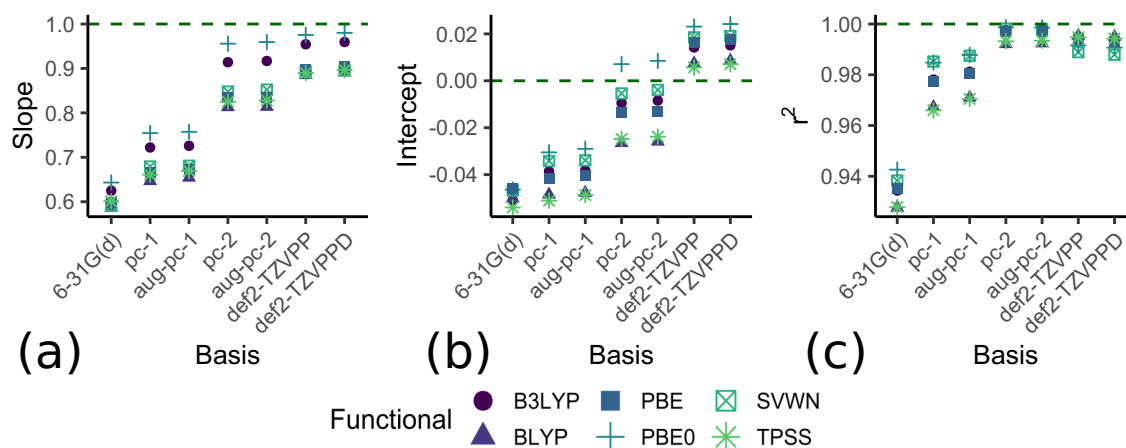 1.0
0.9
0.8
0.7
0.6
Slope
6-31G(d)
pc-1
aug-pc-1
pc-2
aug-pc-2
def2-TZVPP
def2-TZVPPD
(a)
Basis
0.02
0.00
-0.02
-0.04
Intercept
6-31G(d)
pc-1
aug-pc-1
pc-2
aug-pc-2
def2-TZVPP
def2-TZVPPD
(b)
Basis
1.00
0.98
0.96
0.94
r²
6-31G(d)
pc-1
aug-pc-1
pc-2
aug-pc-2
def2-TZVPP
def2-TZVPPD
(c)
Basis
Functional
B3LYP PBE SVWN
BLYP PBE0 TPSS